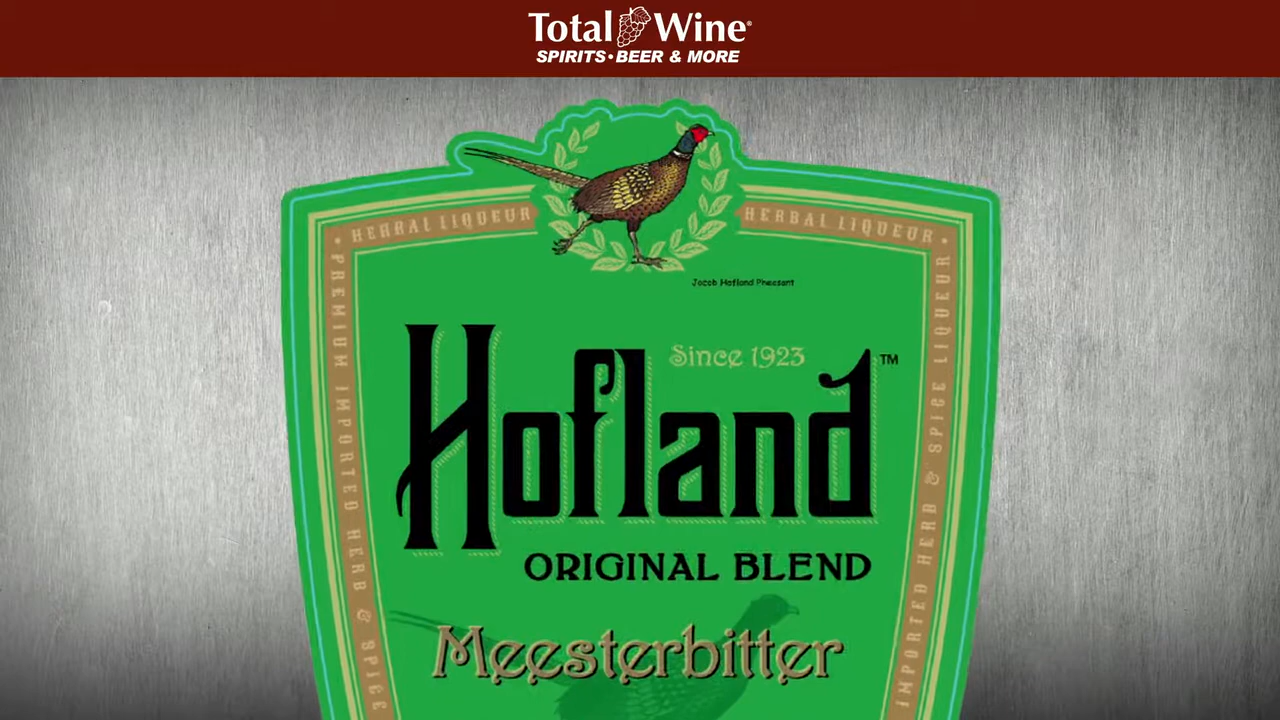 Total Wine®
SPIRITS • BEER & MORE
• HERBAL LIQUEUR
HERBAL LIQUEUR •
PREMIUM IMPORTED HERB & SPICE
IMPORTED HERB & SPICE LIQUEUR
Jacob Hofland Pheasant
Since 1923
Hofland™
ORIGINAL BLEND
Meesterbitter